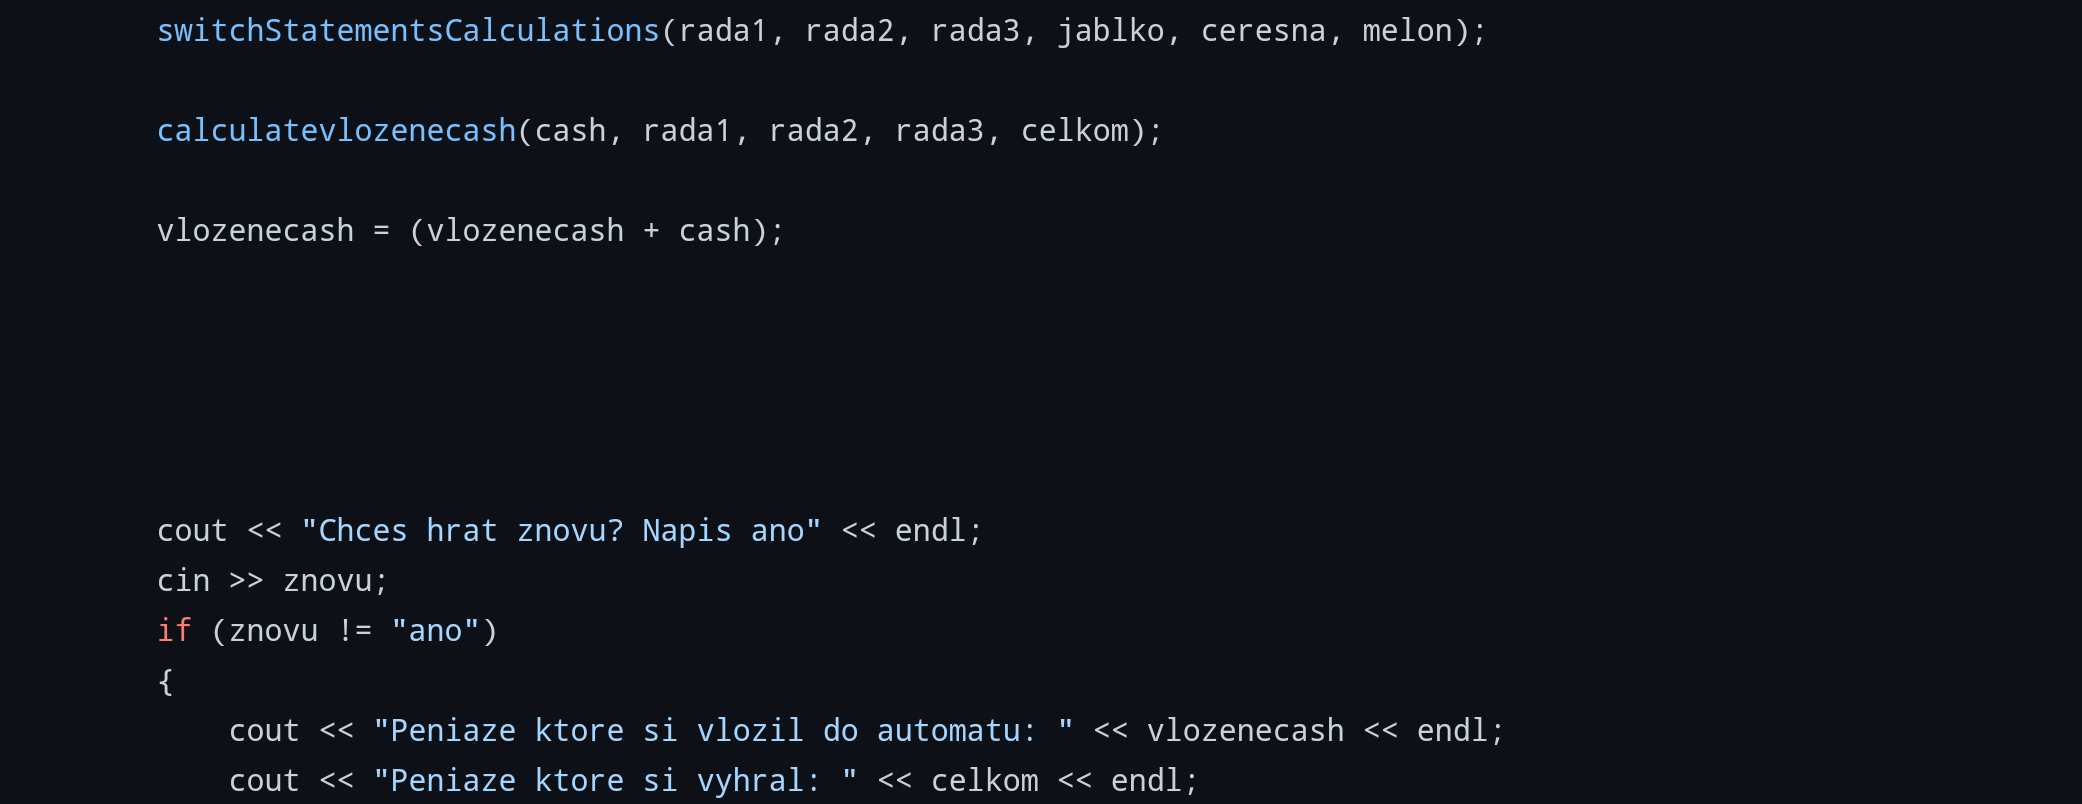 switchStatementsCalculations(rada1, rada2, rada3, jablko, ceresna, melon);
calculatevlozenecash(cash, rada1, rada2, rada3, celkom);
vlozenecash = (vlozenecash + cash);
cout << "Chces hrat znovu? Napis ano" << endl;
cin >> znovu;
if (znovu != "ano")
{
cout << "Peniaze ktore si vlozil do automatu: " << vlozenecash << endl;
cout << "Peniaze ktore si vyhral: " << celkom << endl;